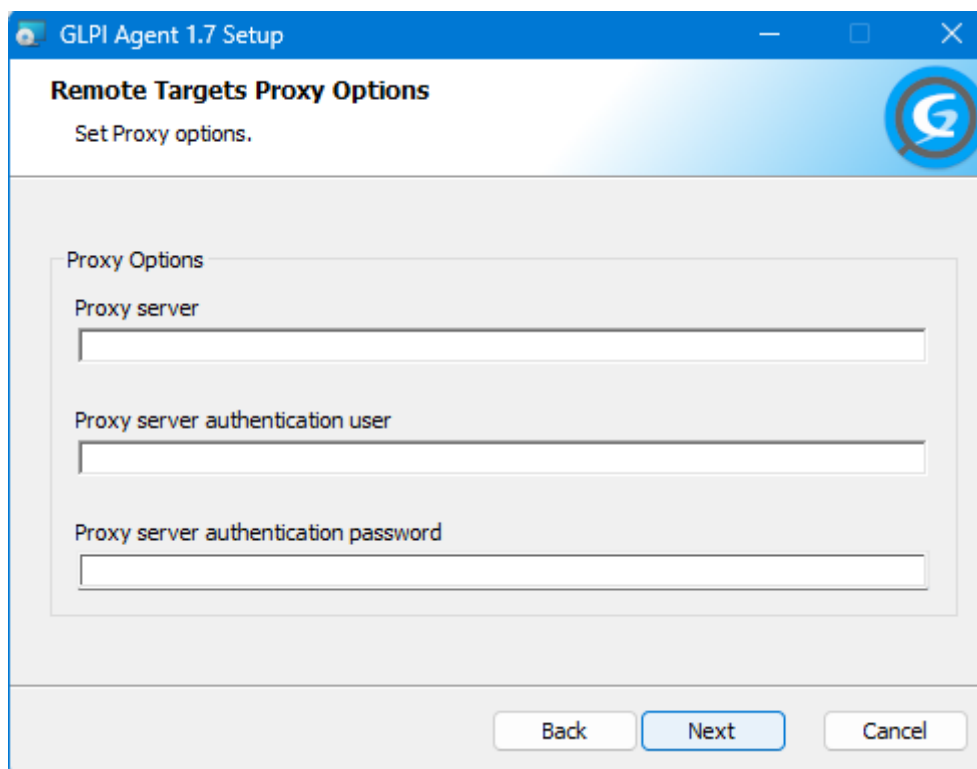 GLPI Agent 1.7 Setup
Remote Targets Proxy Options
Set Proxy options.
Proxy Options
Proxy server
Proxy server authentication user
Proxy server authentication password
Back Next Cancel